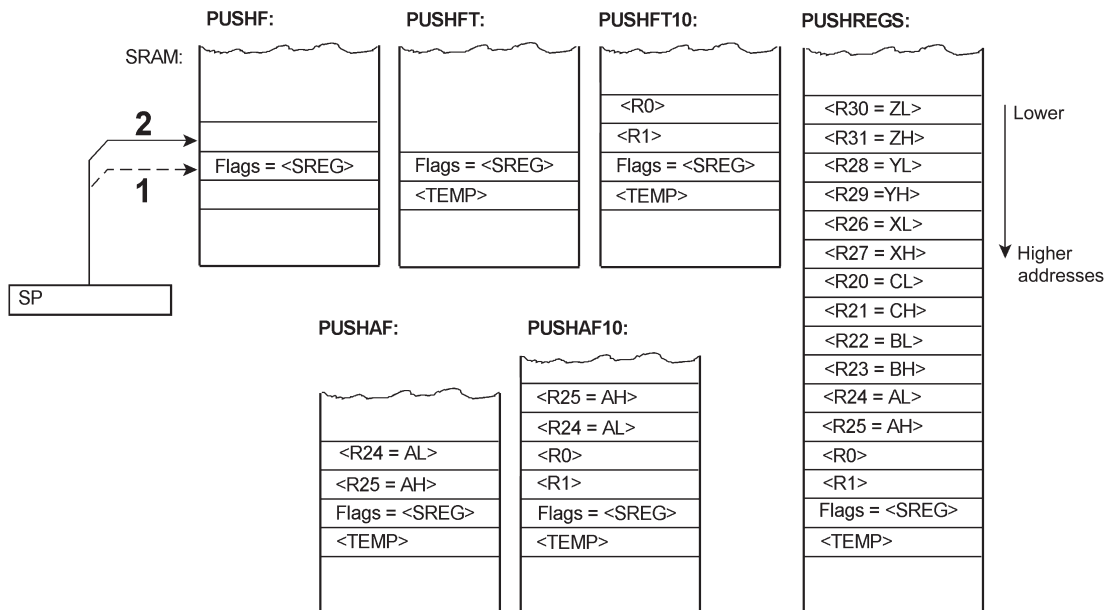 PUSHF:
SRAM:
2
Flags = <SREG>
1
SP
PUSHFT:
Flags = <SREG>
<TEMP>
PUSHFT10:
<R0>
<R1>
Flags = <SREG>
<TEMP>
PUSHREGS:
<R30 = ZL>
<R31 = ZH>
<R28 = YL>
<R29 =YH>
<R26 = XL>
<R27 = XH>
<R20 = CL>
<R21 = CH>
<R22 = BL>
<R23 = BH>
<R24 = AL>
<R25 = AH>
<R0>
<R1>
Flags = <SREG>
<TEMP>
Lower
Higher
addresses
PUSHAF:
<R24 = AL>
<R25 = AH>
Flags = <SREG>
<TEMP>
PUSHAF10:
<R25 = AH>
<R24 = AL>
<R0>
<R1>
Flags = <SREG>
<TEMP>